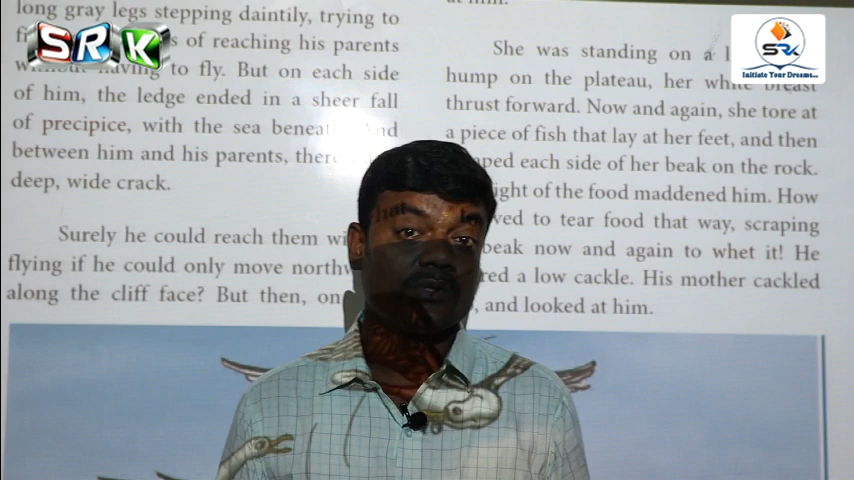 long gray legs stepping daintily, trying to
of reaching his parents
without having to fly. But on each side
of him, the ledge ended in a sheer fall
of precipice, with the sea beneath. And
between him and his parents, there
deep, wide crack.
Surely he could reach them
flying if he could only move
along the cliff face? But then, on
She was standing on a
hump on the plateau, her white breast
thrust forward. Now and again, she tore at
a piece of fish that lay at her feet, and then
each side of her beak on the rock.
of the food maddened him. How
to tear food that way, scraping
beak now and again to whet it! He
a low cackle. His mother cackled
, and looked at him.
SRK
SRK
Initiate Your Dreams...